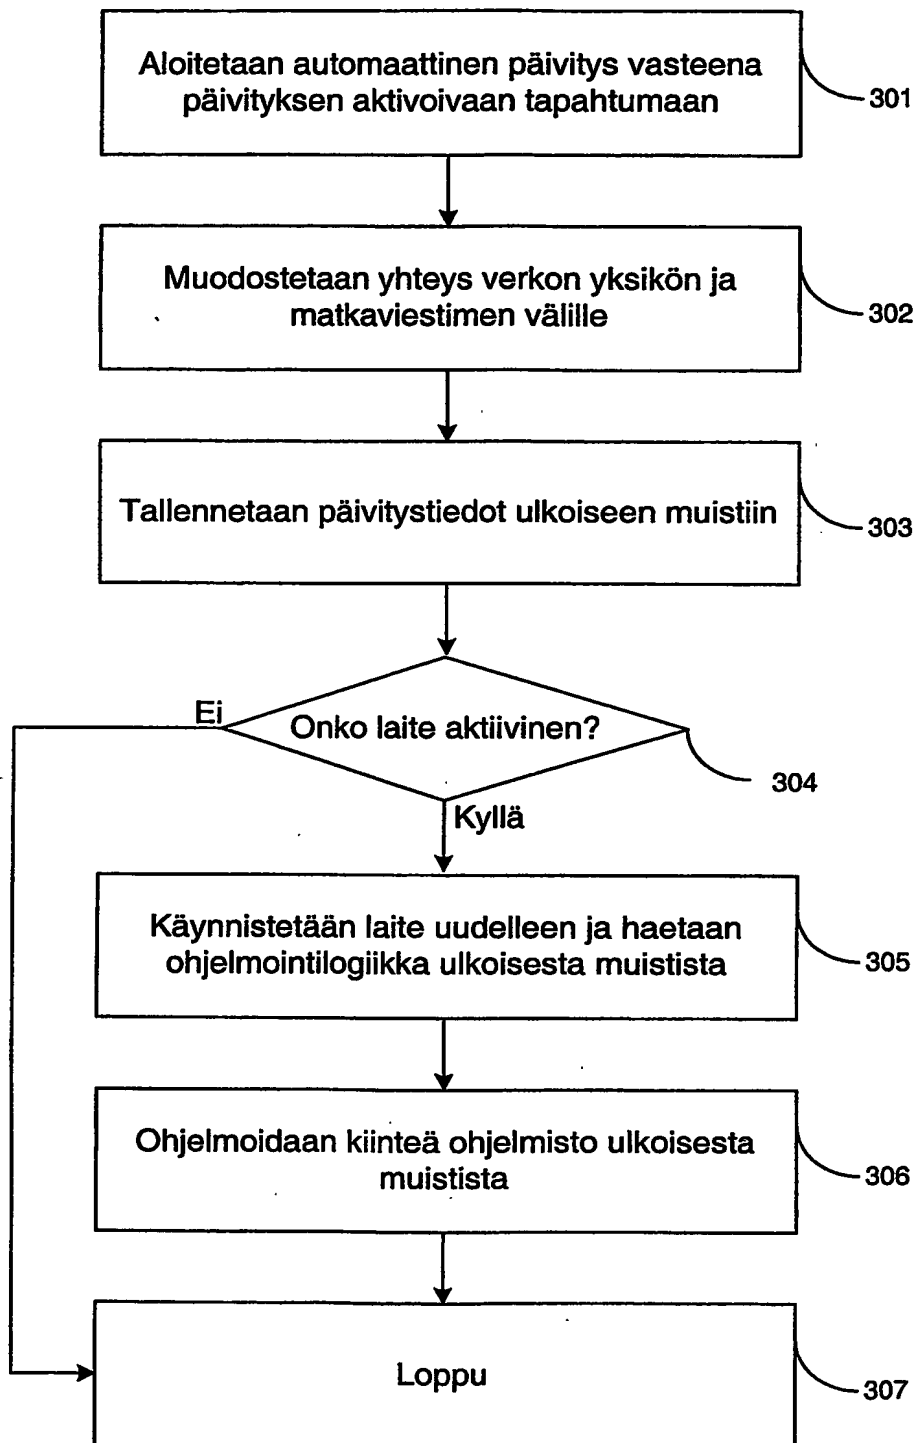 Aloitetaan automaattinen päivitys vasteena
päivityksen aktivoivaan tapahtumaan
301
Muodostetaan yhteys verkon yksikön ja
matkaviestimen välille
302
Tallennetaan päivitystiedot ulkoiseen muistiin
303
Ei
Onko laite aktiivinen?
304
Kyllä
Käynnistetään laite uudelleen ja haetaan
ohjelmointilogiikka ulkoisesta muistista
305
Ohjelmoidaan kiinteä ohjelmisto ulkoisesta
muistista
306
Loppu
307